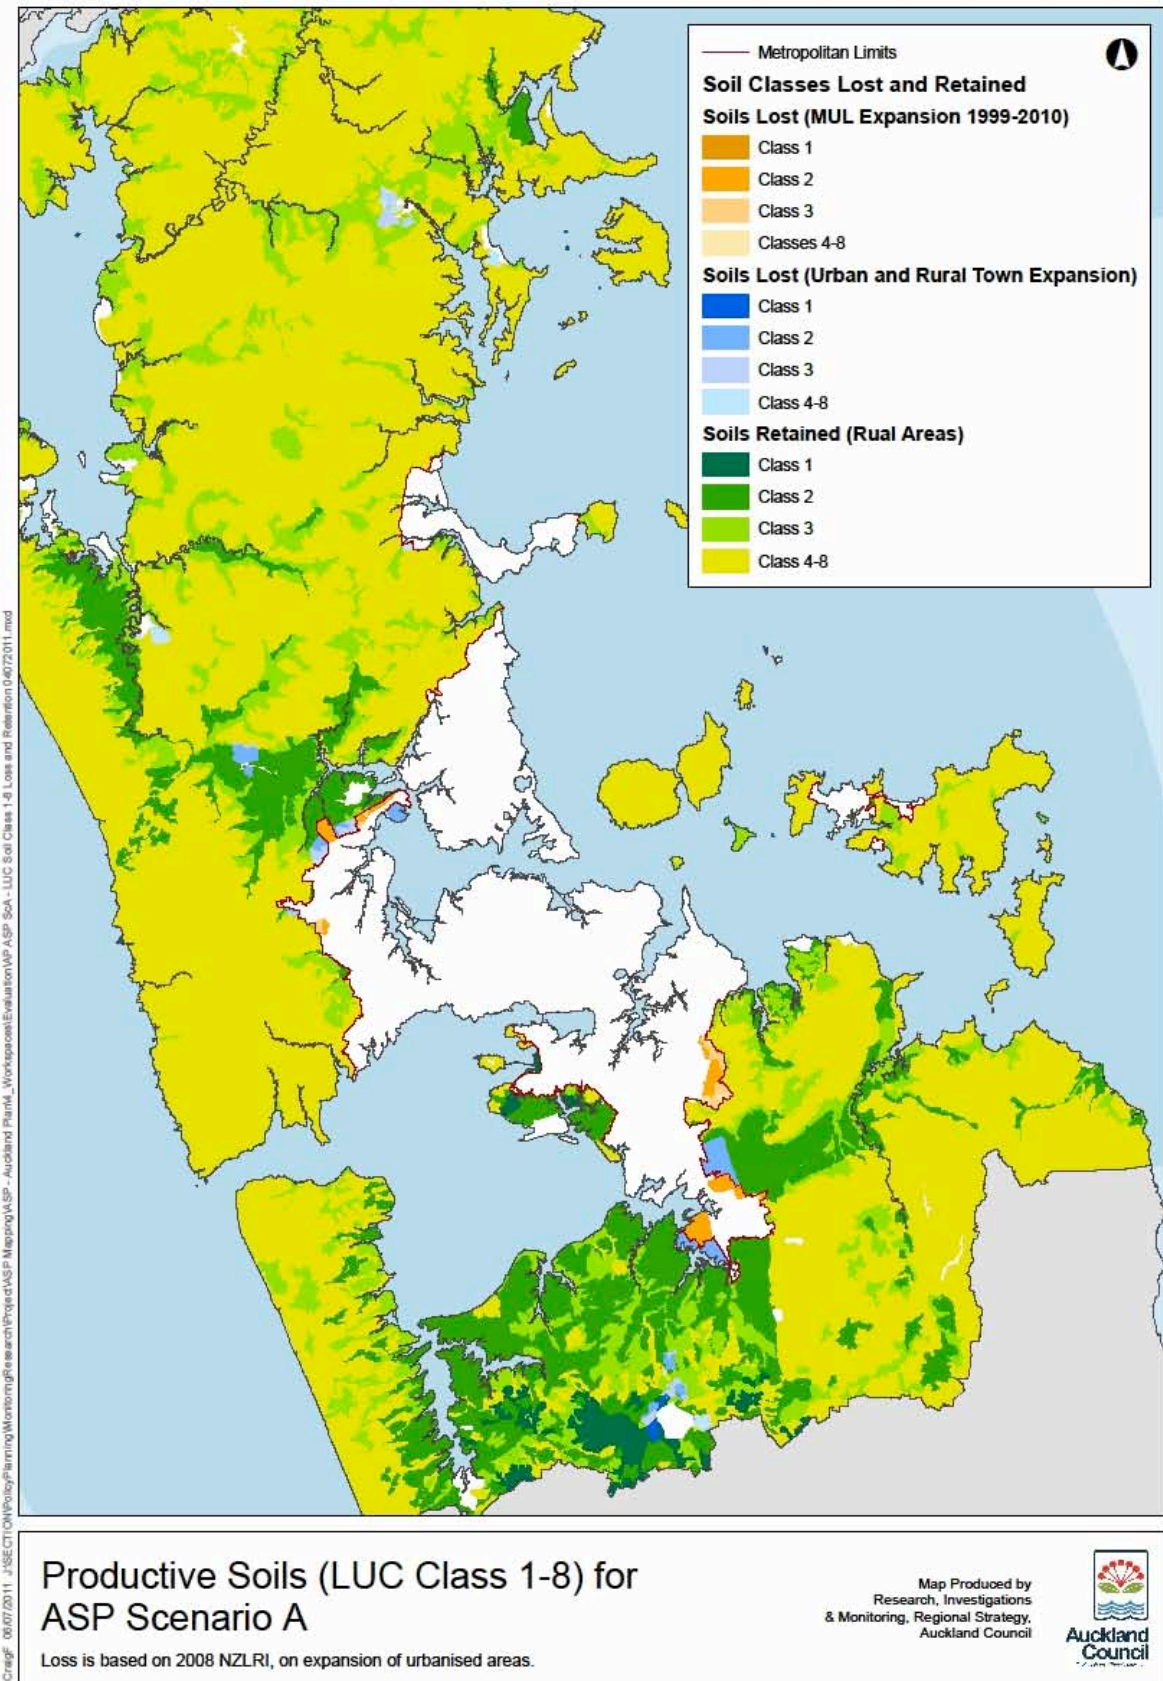 Metropolitan Limits
Soil Classes Lost and Retained
Soils Lost (MUL Expansion 1999-2010)
Class 1
Class 2
Class 3
Classes 4-8
Soils Lost (Urban and Rural Town Expansion)
Class 1
Class 2
Class 3
Class 4-8
Soils Retained (Rual Areas)
Class 1
Class 2
Class 3
Class 4-8
Productive Soils (LUC Class 1-8) for
ASP Scenario A
Loss is based on 2008 NZLRI, on expansion of urbanised areas.
Map Produced by
Research, Investigations
& Monitoring, Regional Strategy,
Auckland Council
Auckland
Council